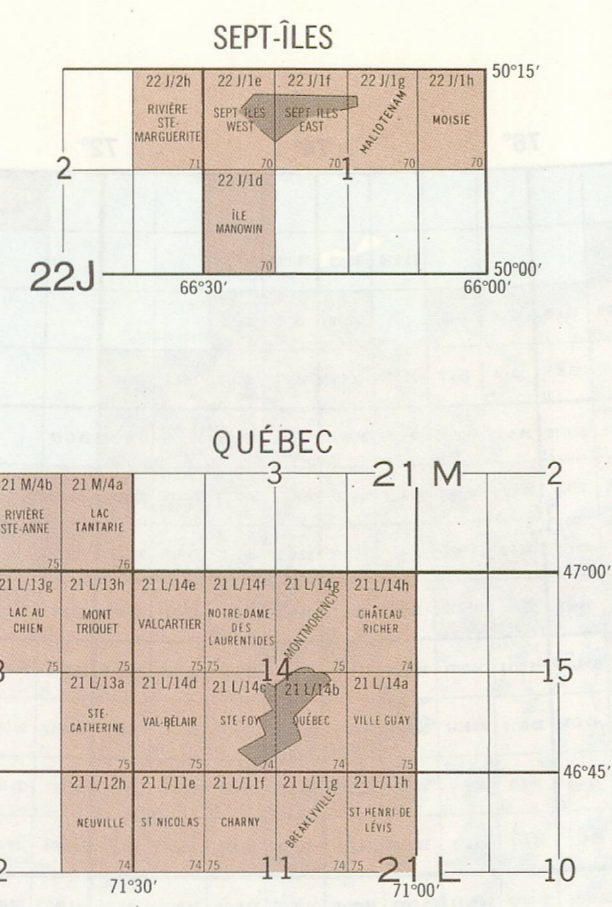 SEPT-ÎLES
50°15′
22 J/2h 22 J/1e 22 J/1f 22 J/1g 22 J/1h
RIVIÈRE
STE-
MARGUERITE
SEPT ILES
WEST
SEPT ILES
EAST
MALIOTENAM
MOISIE
71 70 70 70 70
2 1
22 J/1d
ÎLE
MANOWIN
70
22J
50°00′
66°30′ 66°00′
QUÉBEC
3 21 M 2
21 M/4b 21 M/4a
RIVIÈRE
STE-ANNE
LAC
TANTARIE
75 76
47°00′
21 L/13g 21 L/13h 21 L/14e 21 L/14f 21 L/14g 21 L/14h
LAC AU
CHIEN
MONT
TRIQUET
VALCARTIER
NOTRE-DAME
DES
LAURENTIDES
MONTMORENCY
CHÂTEAU
RICHER
75 75 75 75 75 74
14 15
21 L/13a 21 L/14d 21 L/14c 21 L/14b 21 L/14a
STE-
CATHERINE
VAL-BÉLAIR
STE-FOY
QUÉBEC
VILLE GUAY
75 75 74 74 75
46°45′
21 L/12h 21 L/11e 21 L/11f 21 L/11g 21 L/11h
NEUVILLE
ST NICOLAS
CHARNY
BREAKEYVILLE
ST HENRI-DE
LÉVIS
74 74 75 74 75
2 11 21 L 10
71°30′ 71°00′